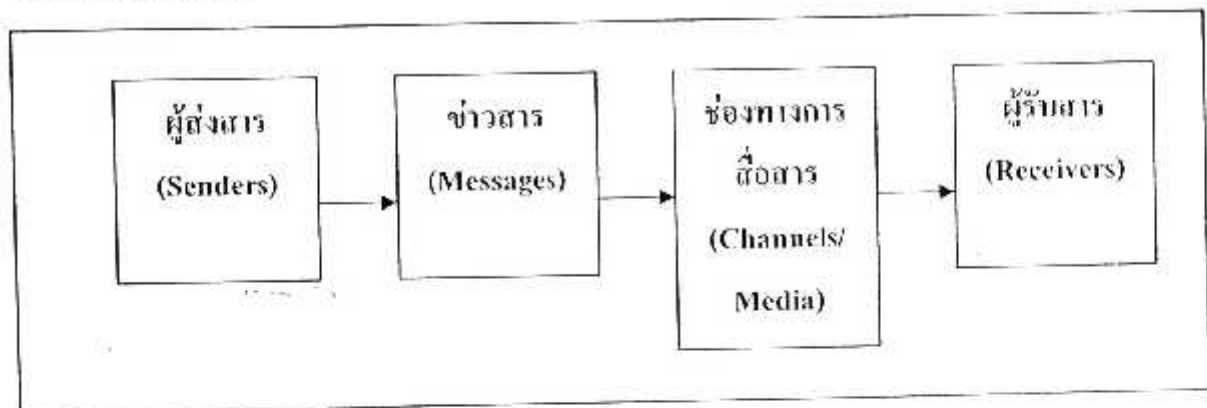 ผู้ส่งสาร
(Senders)
ข่าวสาร
(Messages)
ช่องทางการ
สื่อสาร
(Channels/
Media)
ผู้รับสาร
(Receivers)